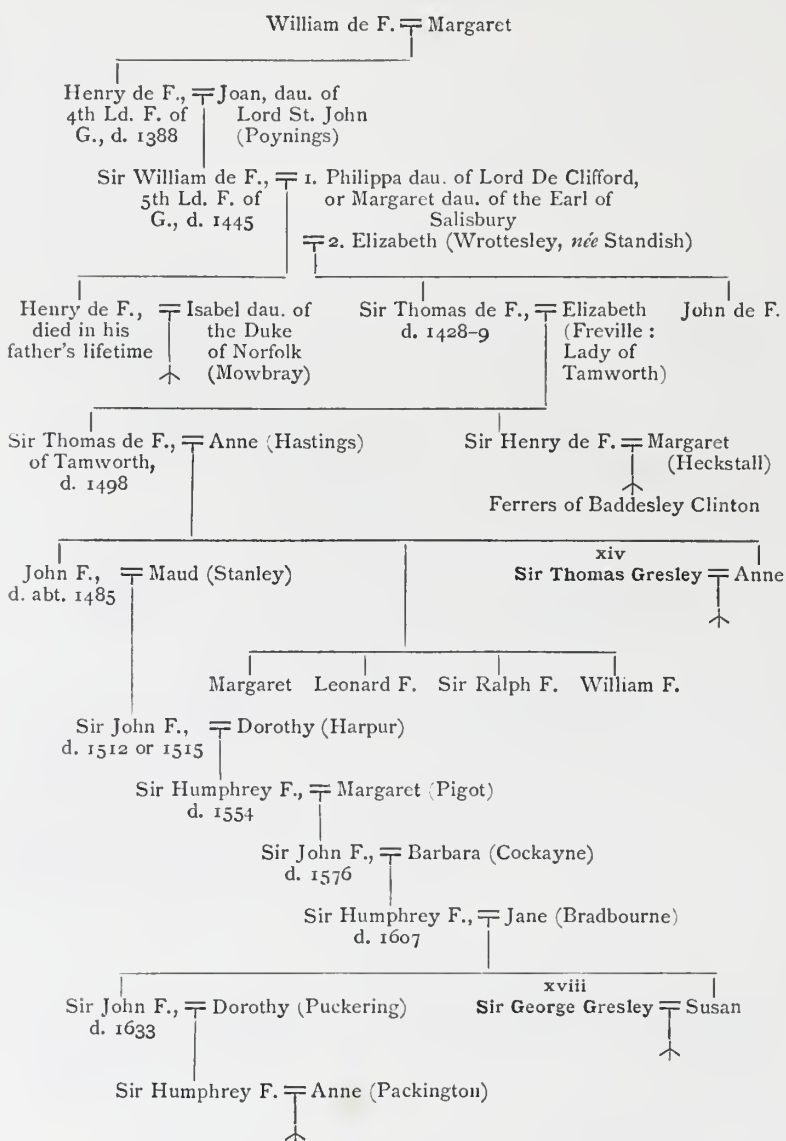 William de F. Margaret
Henry de F., Joan, dau. of
4th Ld. F. of Lord St. John
G., d. 1388 (Poynings)
Sir William de F., 1. Philippa dau. of Lord De Clifford,
5th Ld. F. of or Margaret dau. of the Earl of
G., d. 1445 Salisbury
2. Elizabeth (Wrottesley, née Standish)
Henry de F., Isabel dau. of Sir Thomas de F., Elizabeth John de F.
died in his the Duke d. 1428-9 (Freville :
father's lifetime of Norfolk Lady of
(Mowbray) Tamworth)
Sir Thomas de F., Anne (Hastings) Sir Henry de F. Margaret
of Tamworth, (Heckstall)
d. 1498
Ferrers of Baddesley Clinton
xiv
John F., Maud (Stanley) Sir Thomas Gresley Anne
d. abt. 1485
Margaret Leonard F. Sir Ralph F. William F.
Sir John F., Dorothy (Harpur)
d. 1512 or 1515
Sir Humphrey F., Margaret (Pigot)
d. 1554
Sir John F., Barbara (Cockayne)
d. 1576
Sir Humphrey F., Jane (Bradbourne)
d. 1607
xviii
Sir John F., Dorothy (Puckering) Sir George Gresley Susan
d. 1633
Sir Humphrey F. Anne (Packington)